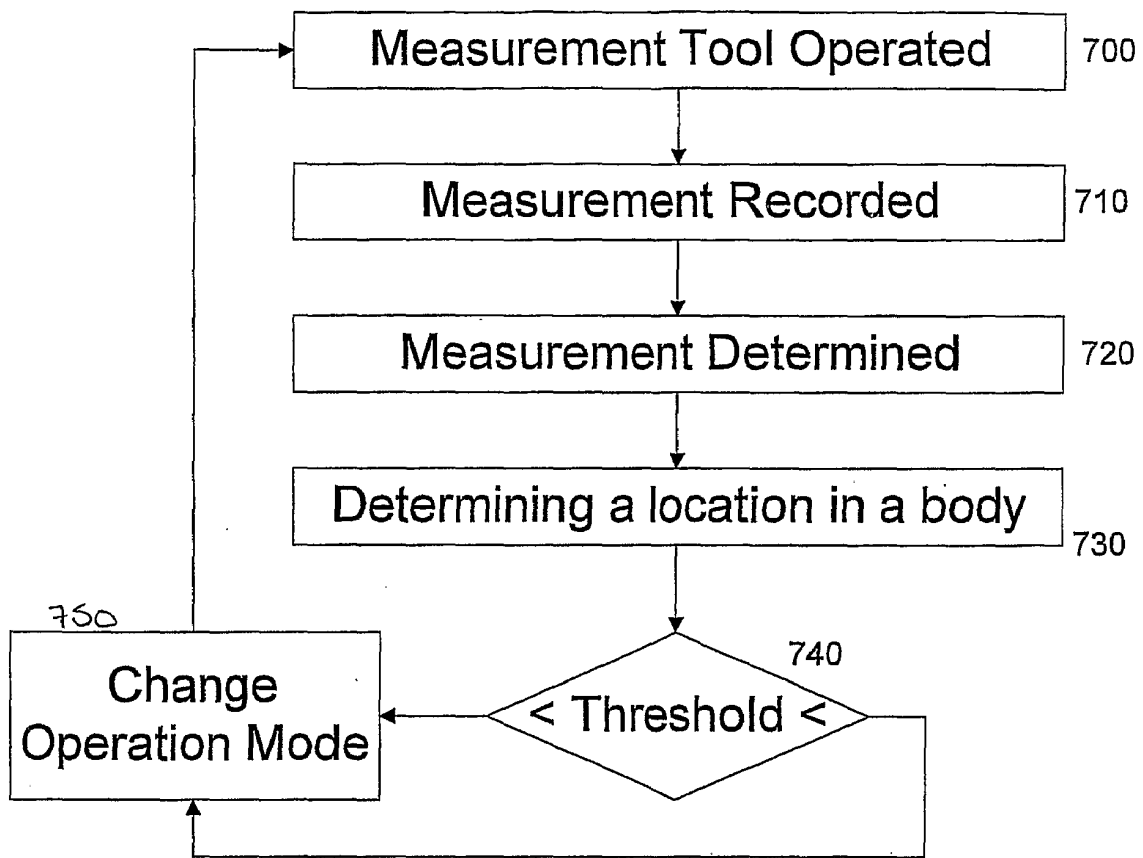 Measurement Tool Operated 700
Measurement Recorded 710
Measurement Determined 720
Determining a location in a body
730
750
740
Change
Operation Mode
< Threshold <